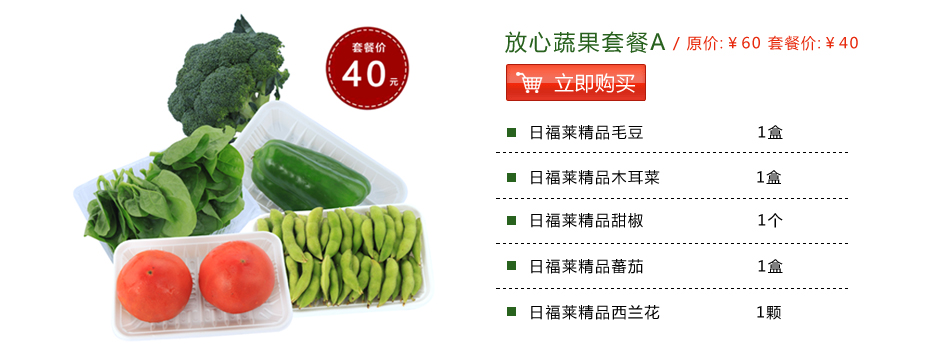 套餐价
40元
放心蔬果套餐A / 原价:￥60 套餐价:￥40
立即购买
日福莱精品毛豆 1盒
日福莱精品木耳菜 1盒
日福莱精品甜椒 1个
日福莱精品蕃茄 1盒
日福莱精品西兰花 1颗